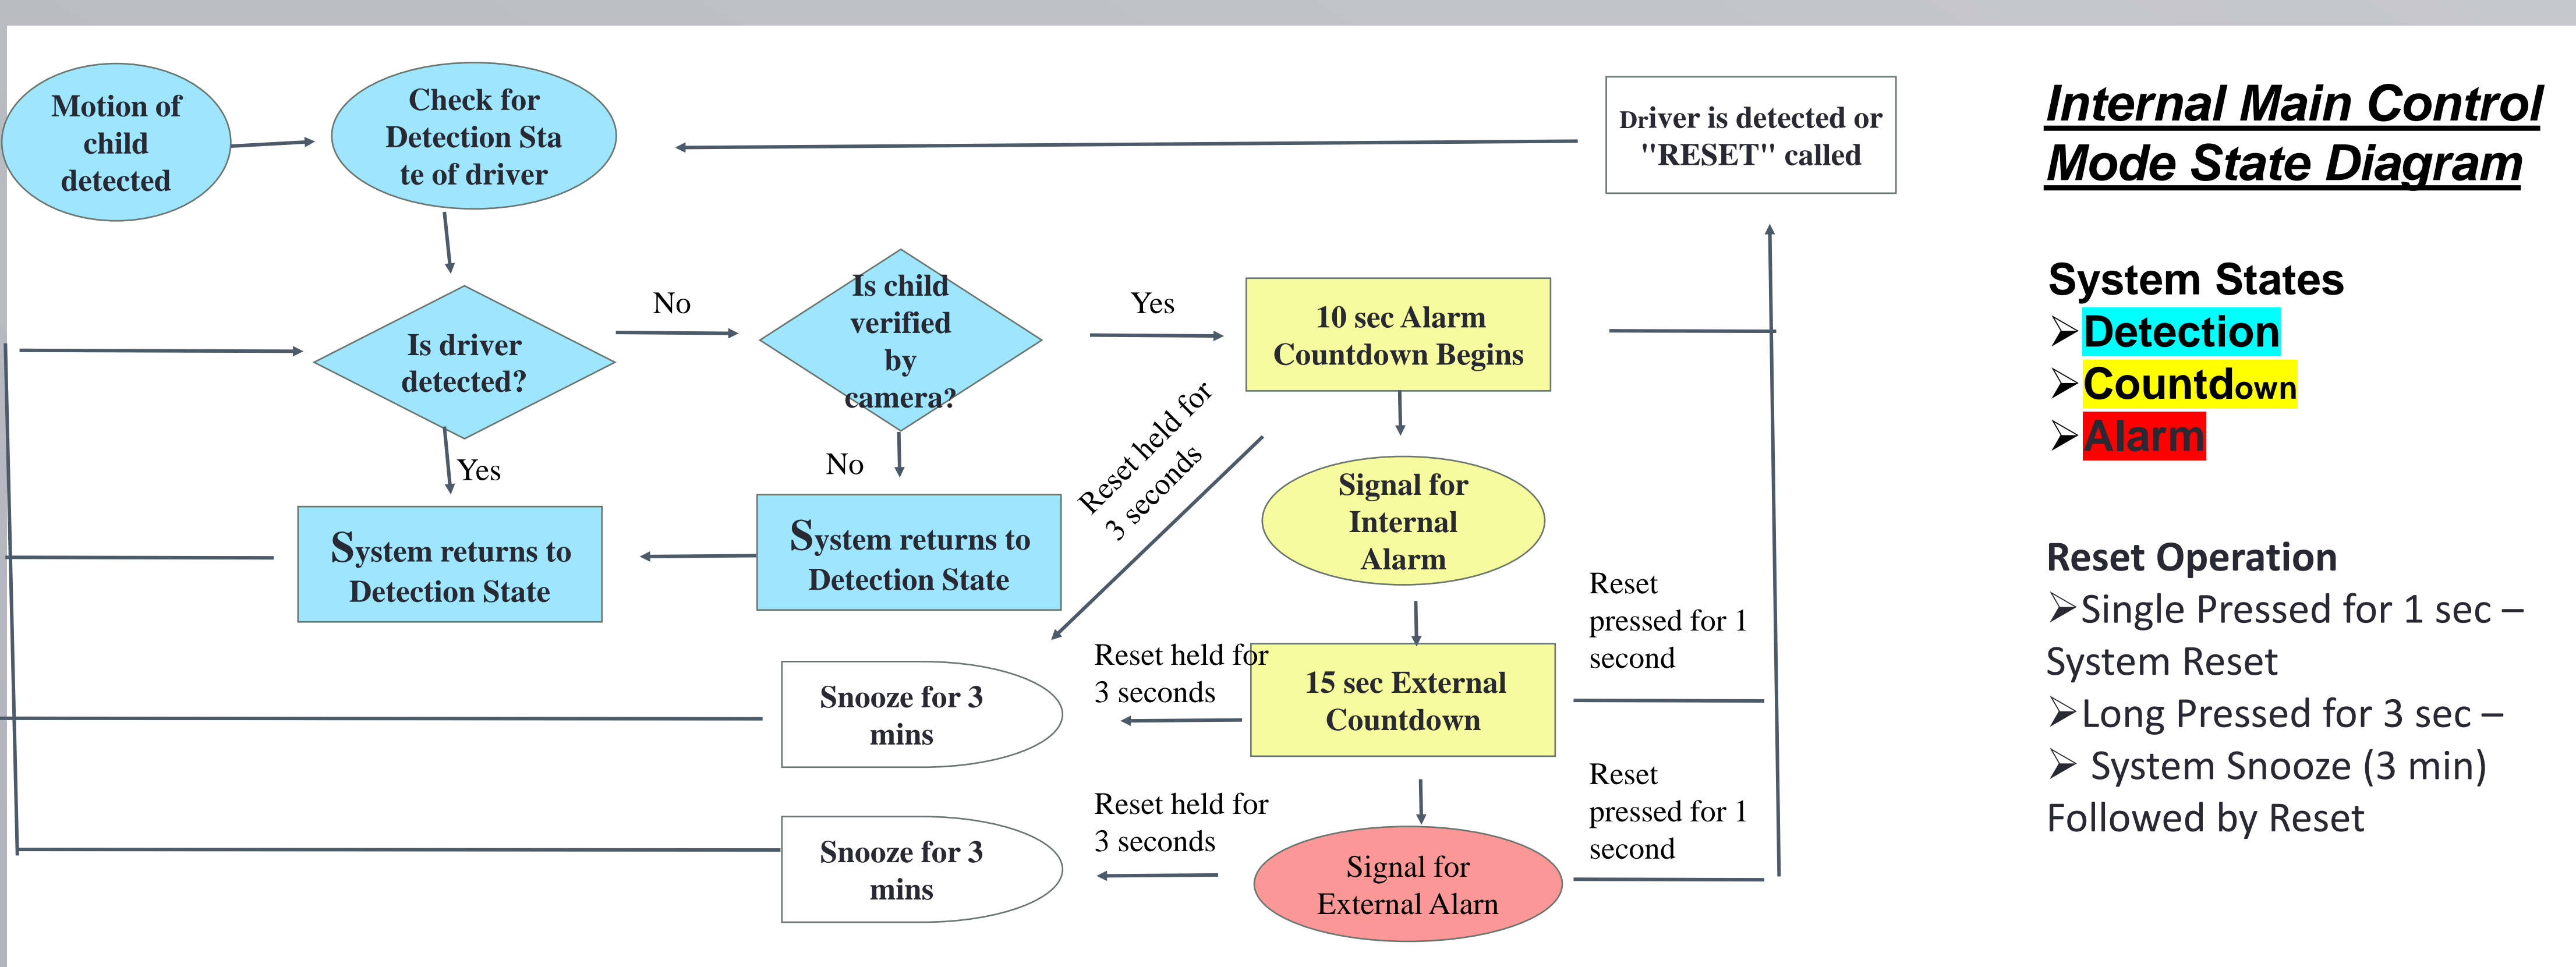 Motion of
child
detected
Check for
Detection Sta
te of driver
Driver is detected or
"RESET" called
Is driver
detected?
No
Is child
verified
by
camera?
Yes
10 sec Alarm
Countdown Begins
Yes
No
Reset held for
3 seconds
Signal for
Internal
Alarm
System returns to
Detection State
System returns to
Detection State
Reset
pressed for 1
second
Reset held for
3 seconds
Snooze for 3
mins
15 sec External
Countdown
Reset
pressed for 1
second
Reset held for
3 seconds
Snooze for 3
mins
Signal for
External Alarn
Internal Main Control
Mode State Diagram
System States
➢Detection
➢Countdown
➢Alarm
Reset Operation
➢Single Pressed for 1 sec –
System Reset
➢Long Pressed for 3 sec –
➢ System Snooze (3 min)
Followed by Reset